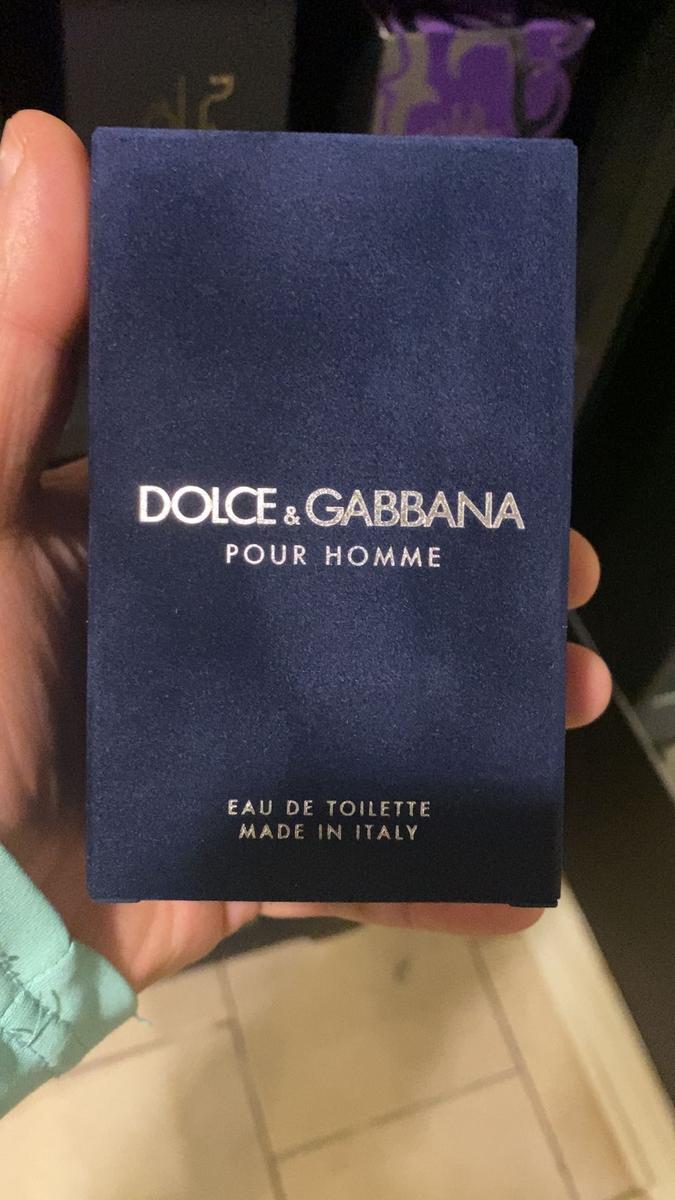 DOLCE & GABBANA
POUR HOMME
EAU DE TOILETTE
MADE IN ITALY